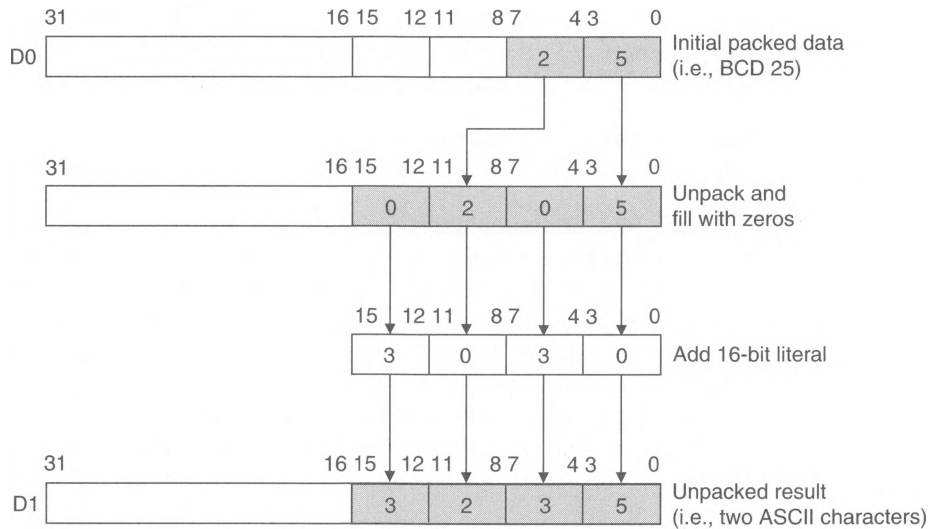 31 16 15 12 11 8 7 4 3 0
D0 2 5 Initial packed data
(i.e., BCD 25)
31 16 15 12 11 8 7 4 3 0
0 2 0 5 Unpack and
fill with zeros
15 12 11 8 7 4 3 0
3 0 3 0 Add 16-bit literal
31 16 15 12 11 8 7 4 3 0
D1 3 2 3 5 Unpacked result
(i.e., two ASCII characters)